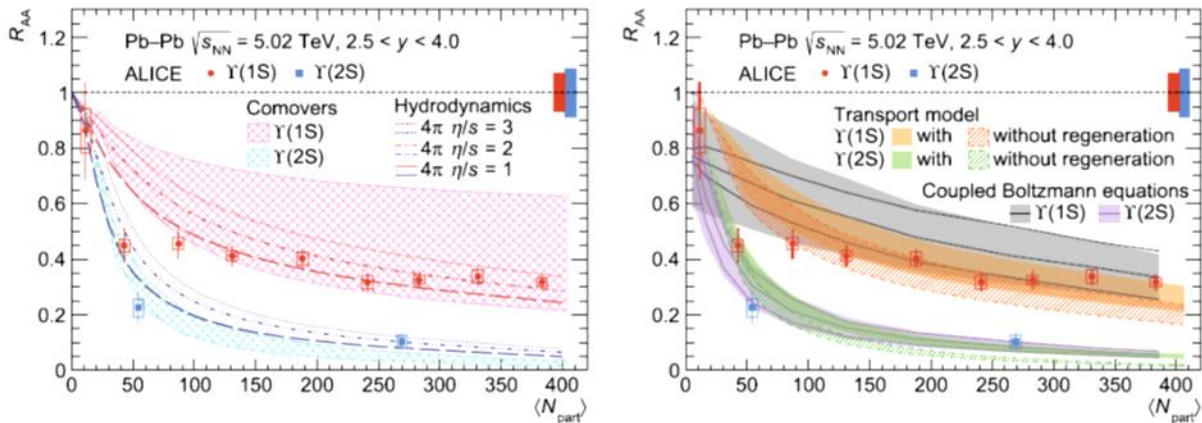 R_AA
1.2
1
0.8
0.6
0.4
0.2
0
Pb–Pb √s_NN = 5.02 TeV, 2.5 < y < 4.0
ALICE ϒ(1S) ϒ(2S)
Comovers
ϒ(1S)
ϒ(2S)
Hydrodynamics
4π η/s = 3
4π η/s = 2
4π η/s = 1
0 50 100 150 200 250 300 350 400
⟨N_part⟩
R_AA
1.2
1
0.8
0.6
0.4
0.2
0
Pb–Pb √s_NN = 5.02 TeV, 2.5 < y < 4.0
ALICE ϒ(1S) ϒ(2S)
Transport model
ϒ(1S) with without regeneration
ϒ(2S) with without regeneration
Coupled Boltzmann equations
ϒ(1S) ϒ(2S)
0 50 100 150 200 250 300 350 400
⟨N_part⟩